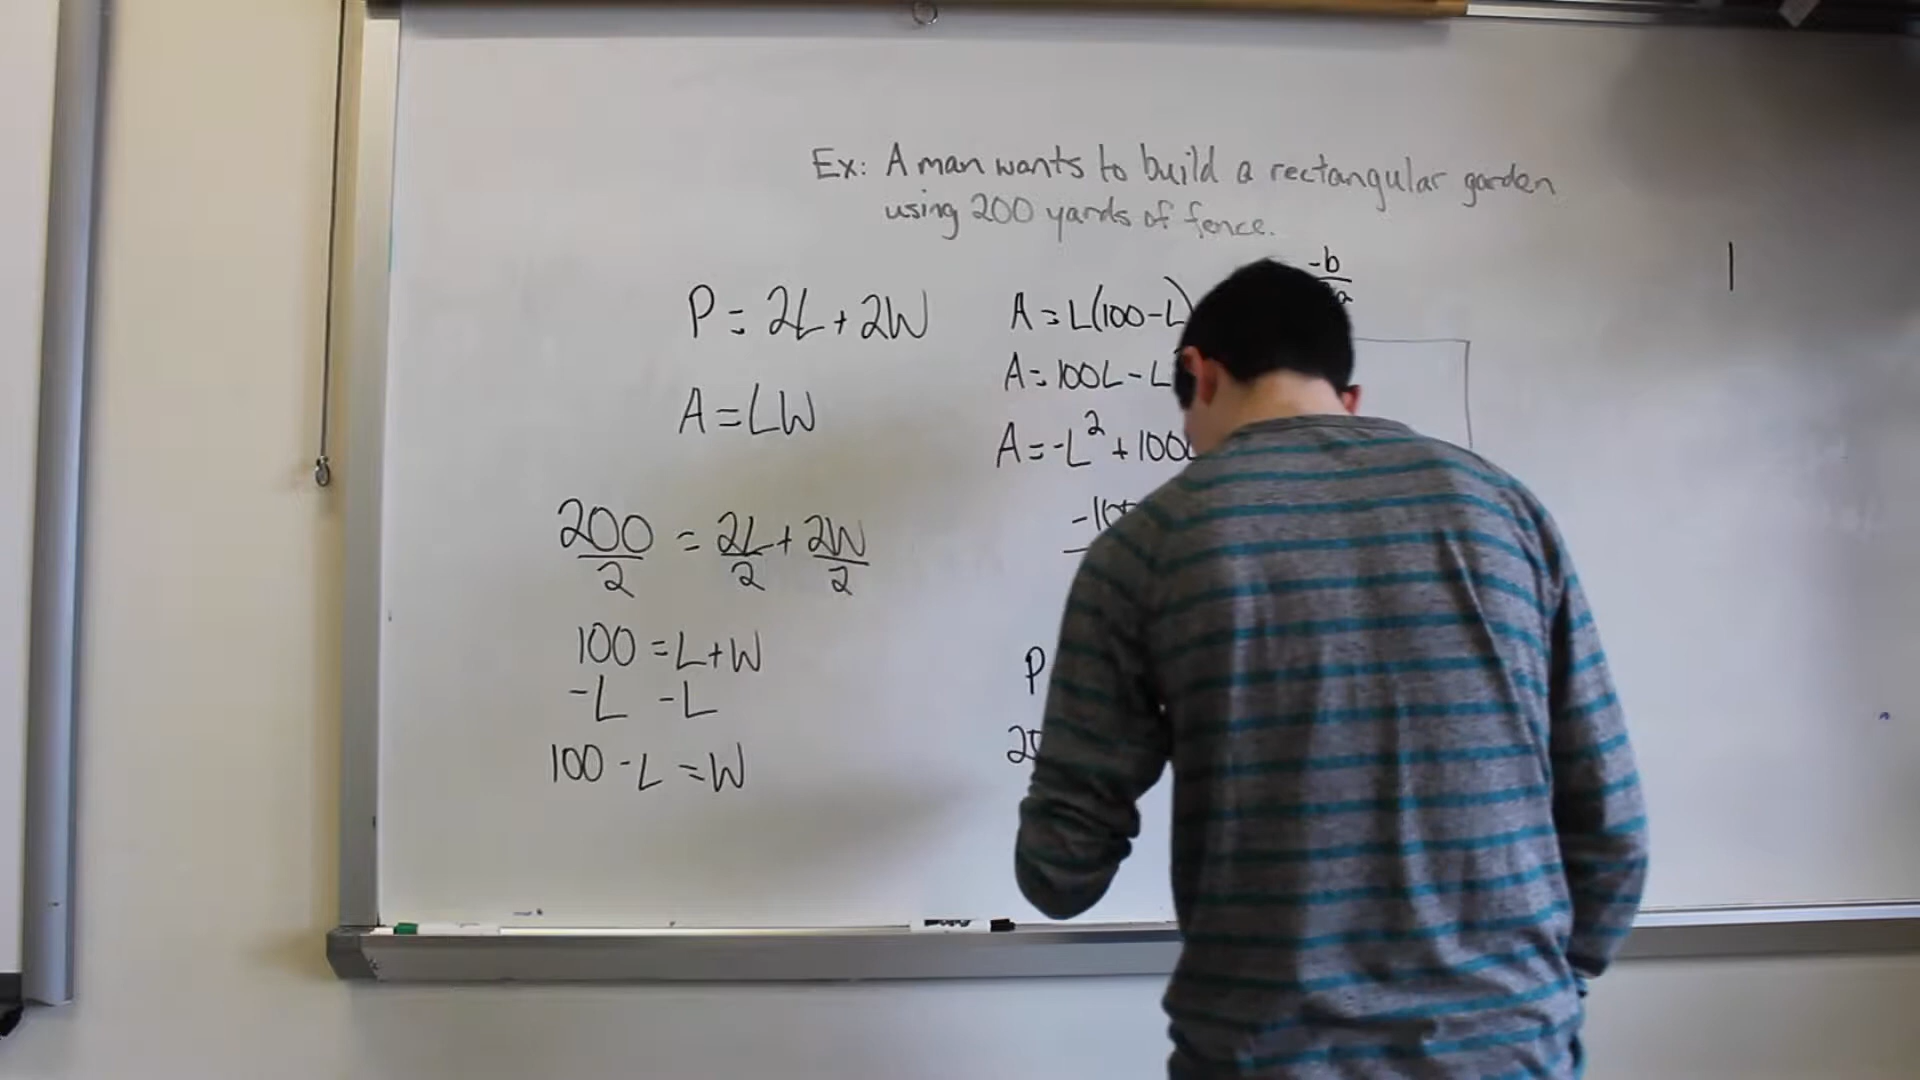 Ex: A man wants to build a rectangular garden
using 200 yards of fence.
P = 2L + 2W
A = LW
200/2 = 2L/2 + 2W/2
100 = L + W
-L -L
100 - L = W
-b
a
A = L(100-L)
A = 100L - L
A = -L² + 100L
P